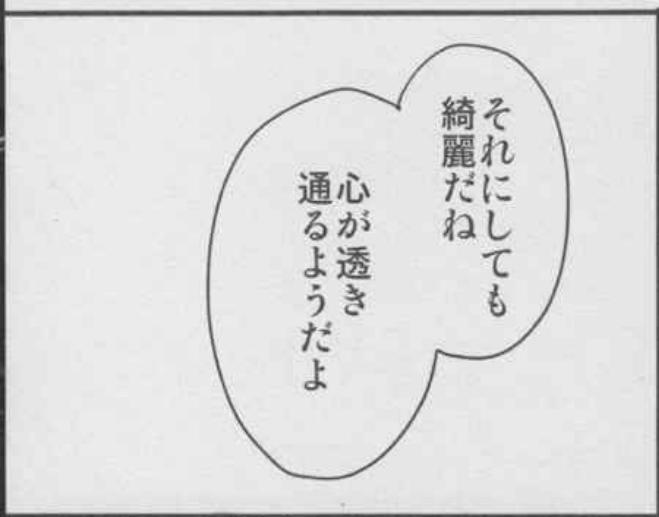 それにしても
綺麗だね
心が透き
通るようだよ